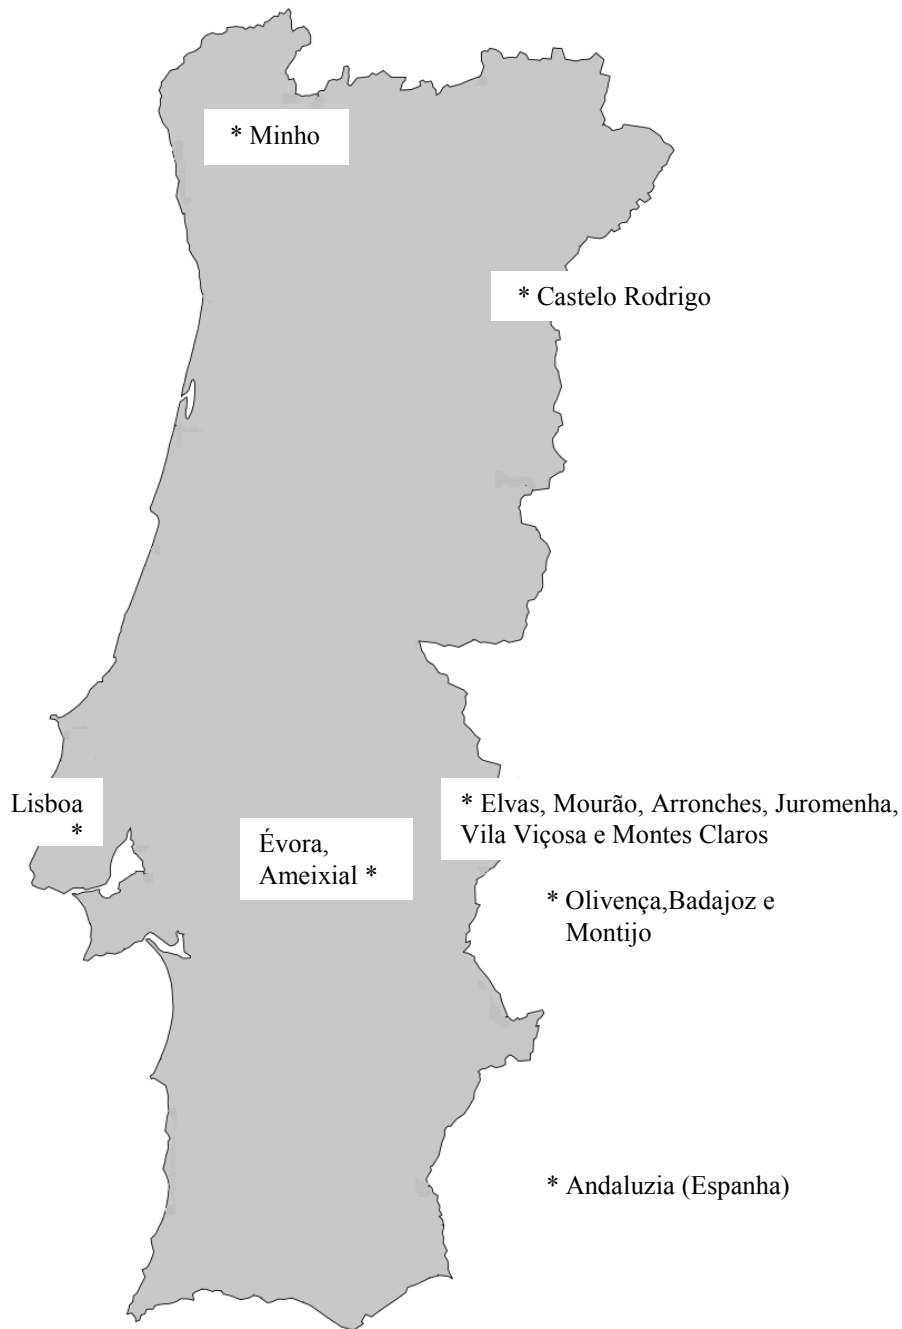 * Minho
* Castelo Rodrigo
Lisboa
*
* Elvas, Mourão, Arronches, Juromenha,
Vila Viçosa e Montes Claros
Évora,
Ameixial *
* Olivença,Badajoz e
Montijo
* Andaluzia (Espanha)